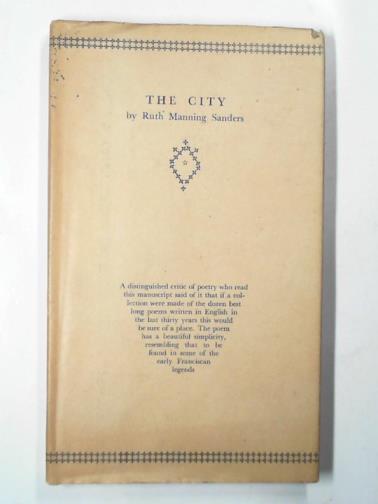 THE CITY
by Ruth Manning Sanders
A distinguished critic of poetry who read
this manuscript said of it that if a col-
lection were made of the dozen best
long poems written in English in
the last thirty years this would
be sure of a place. The poem
has a beautiful simplicity,
resembling that to be
found in some of the
early Franciscan
legends